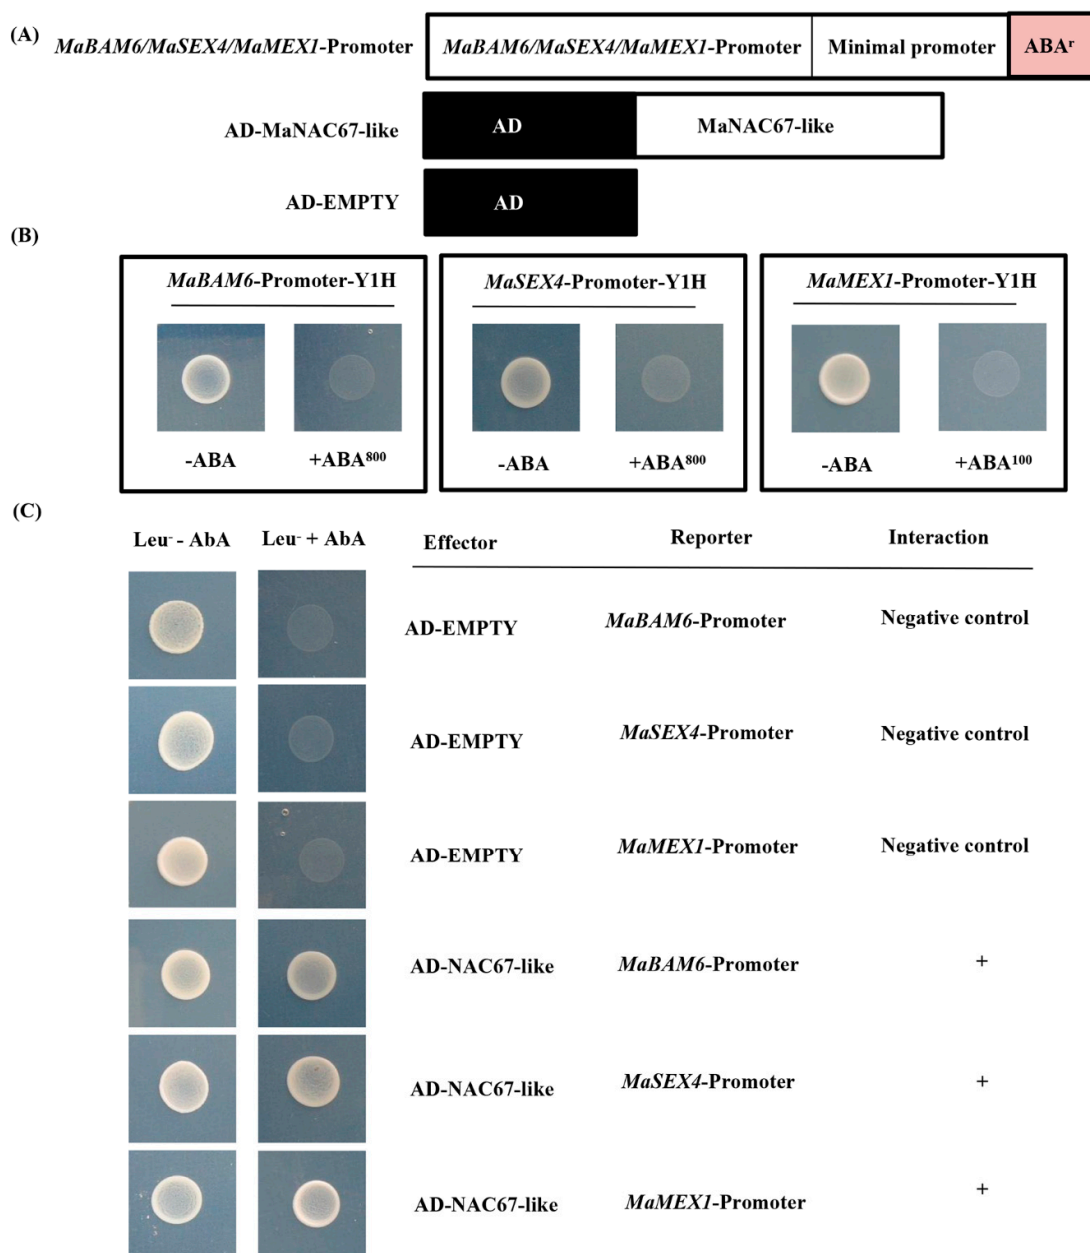 (A)
MaBAM6/MaSEX4/MaMEX1-Promoter MaBAM6/MaSEX4/MaMEX1-Promoter Minimal promoter ABAʳ
AD-MaNAC67-like AD MaNAC67-like
AD-EMPTY AD
(B)
MaBAM6-Promoter-Y1H MaSEX4-Promoter-Y1H MaMEX1-Promoter-Y1H
-ABA +ABA⁸⁰⁰ -ABA +ABA⁸⁰⁰ -ABA +ABA¹⁰⁰
(C)
Leu⁻ - AbA Leu⁻ + AbA Effector Reporter Interaction
AD-EMPTY MaBAM6-Promoter Negative control
AD-EMPTY MaSEX4-Promoter Negative control
AD-EMPTY MaMEX1-Promoter Negative control
AD-NAC67-like MaBAM6-Promoter +
AD-NAC67-like MaSEX4-Promoter +
AD-NAC67-like MaMEX1-Promoter +